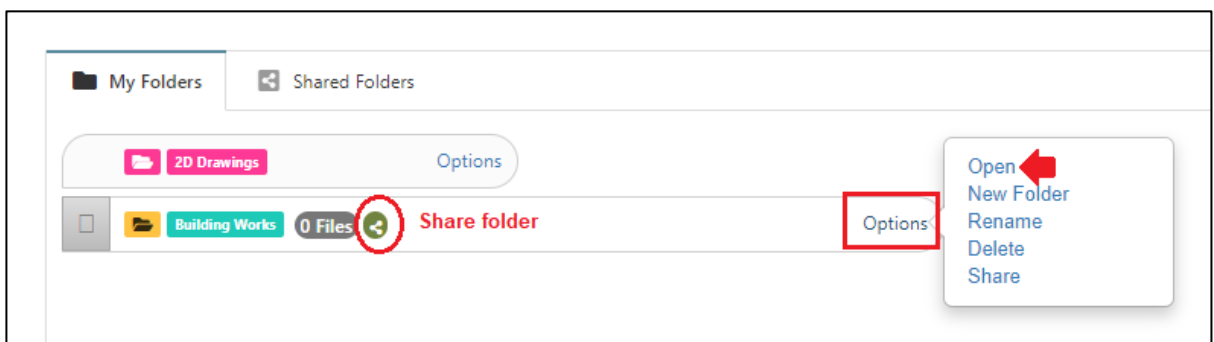 My Folders Shared Folders
2D Drawings Options
Building Works 0 Files Share folder Options
Open
New Folder
Rename
Delete
Share